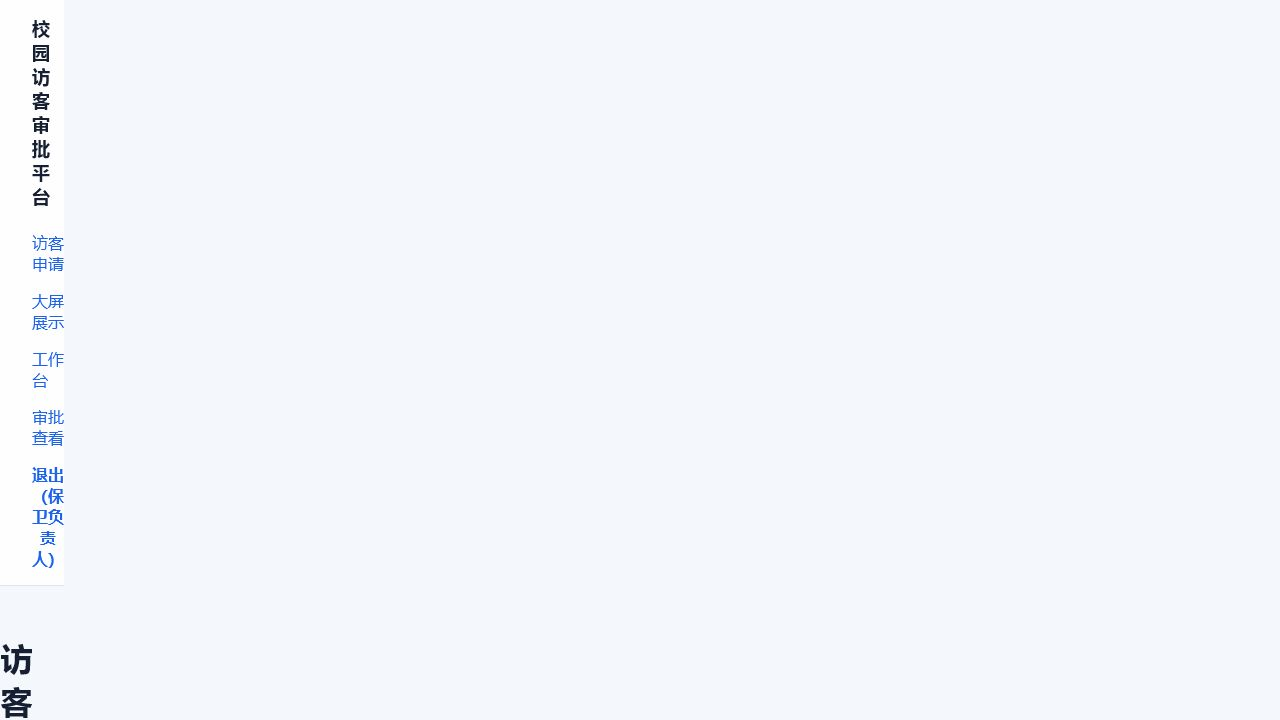 校
园
访
客
审
批
平
台
访客
申请
大屏
展示
工作
台
审批
查看
退出
（保
卫负
责
人）
访
客